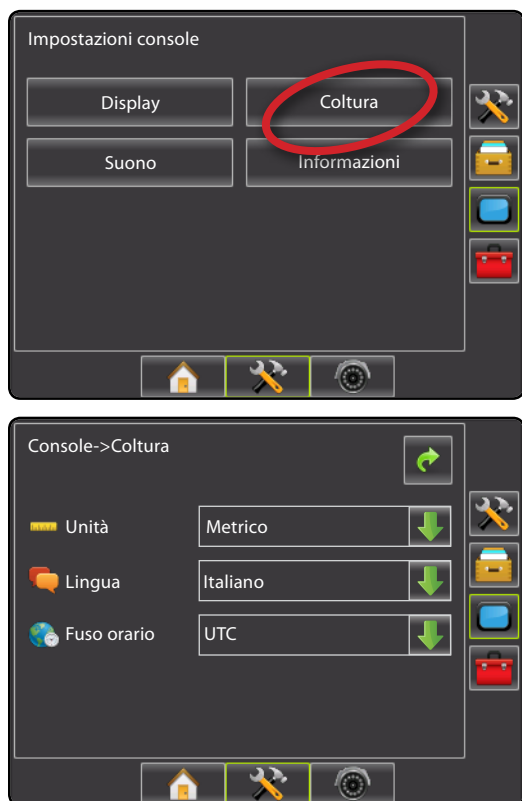 Impostazioni console
Display
Coltura
Suono
Informazioni
Console->Coltura
Unità
Metrico
Lingua
Italiano
Fuso orario
UTC